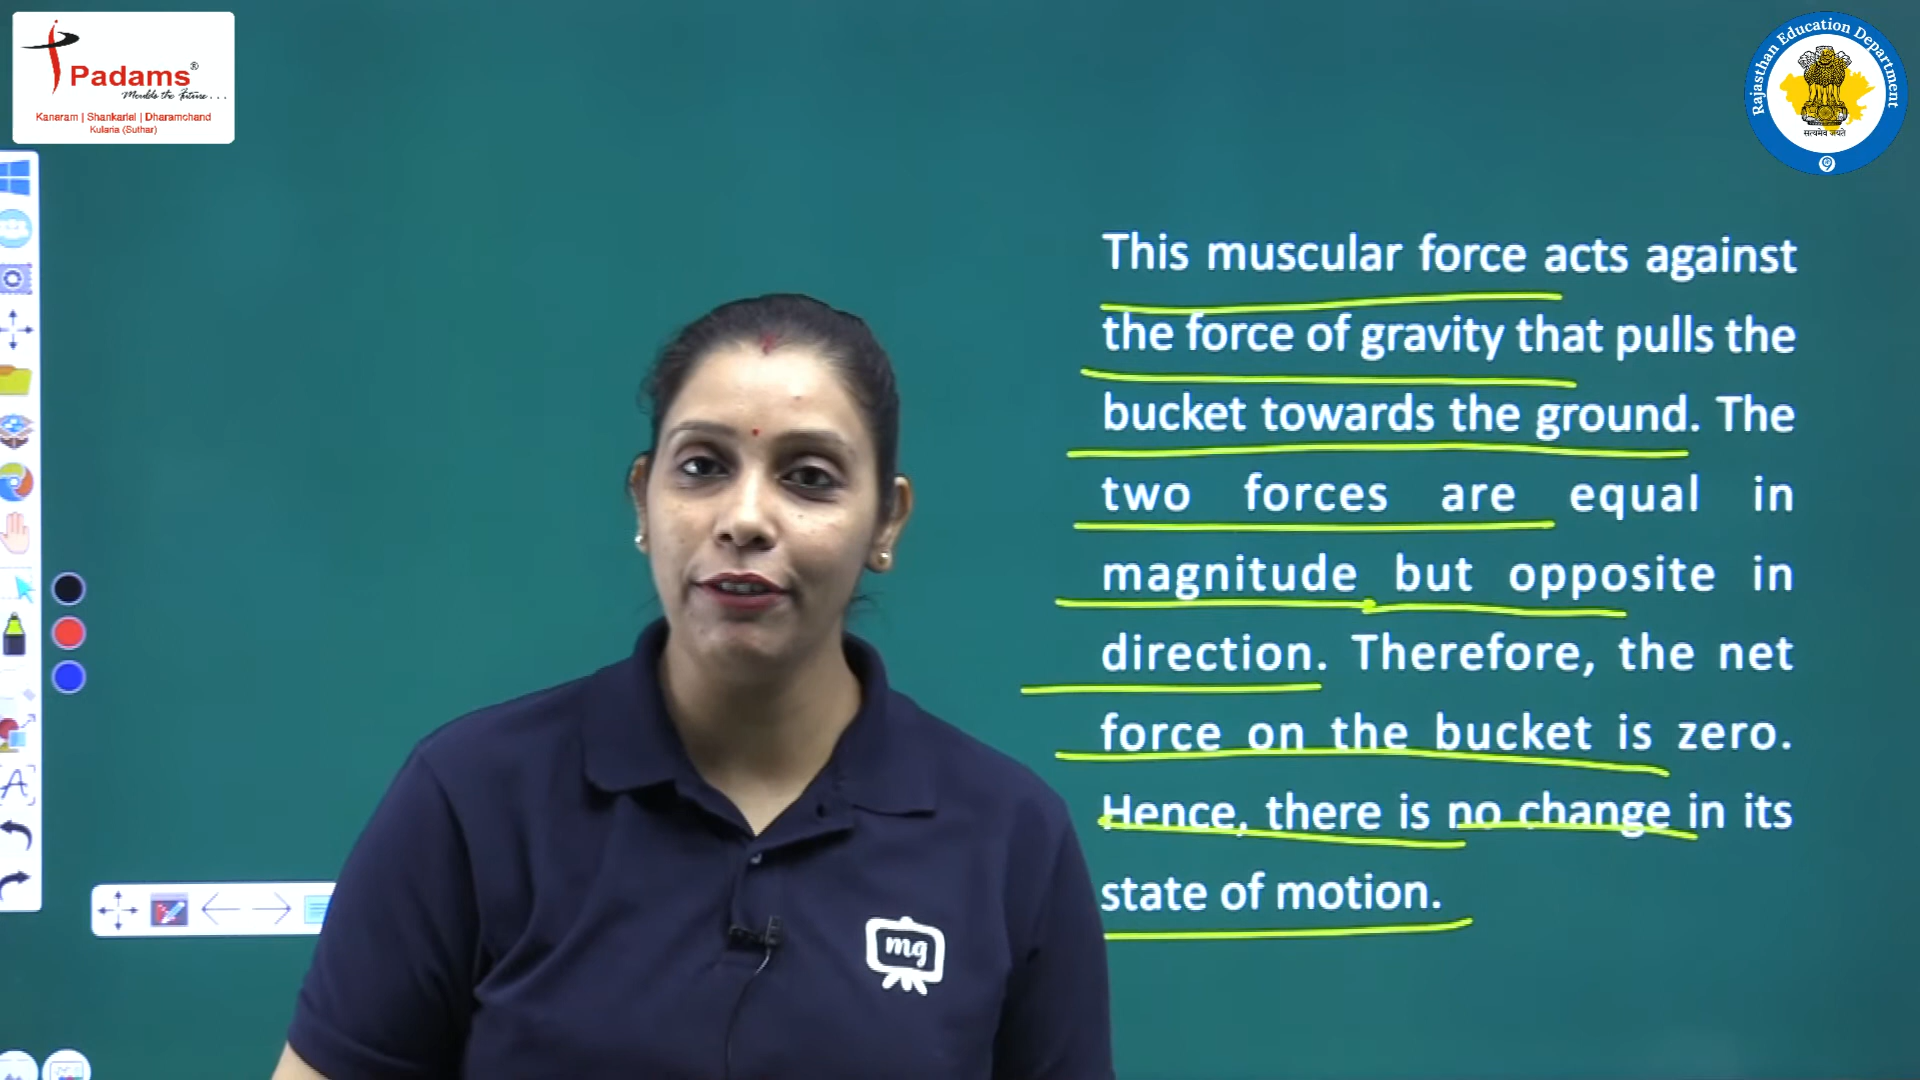 Padams®
Moulds the Future...
Kanaram | Shankarlal | Dharamchand
Kularia (Suthar)
Rajasthan Education Department
सत्यमेव जयते
This muscular force acts against
the force of gravity that pulls the
bucket towards the ground. The
two forces are equal in
magnitude but opposite in
direction. Therefore, the net
force on the bucket is zero.
Hence, there is no change in its
state of motion.
A
mg